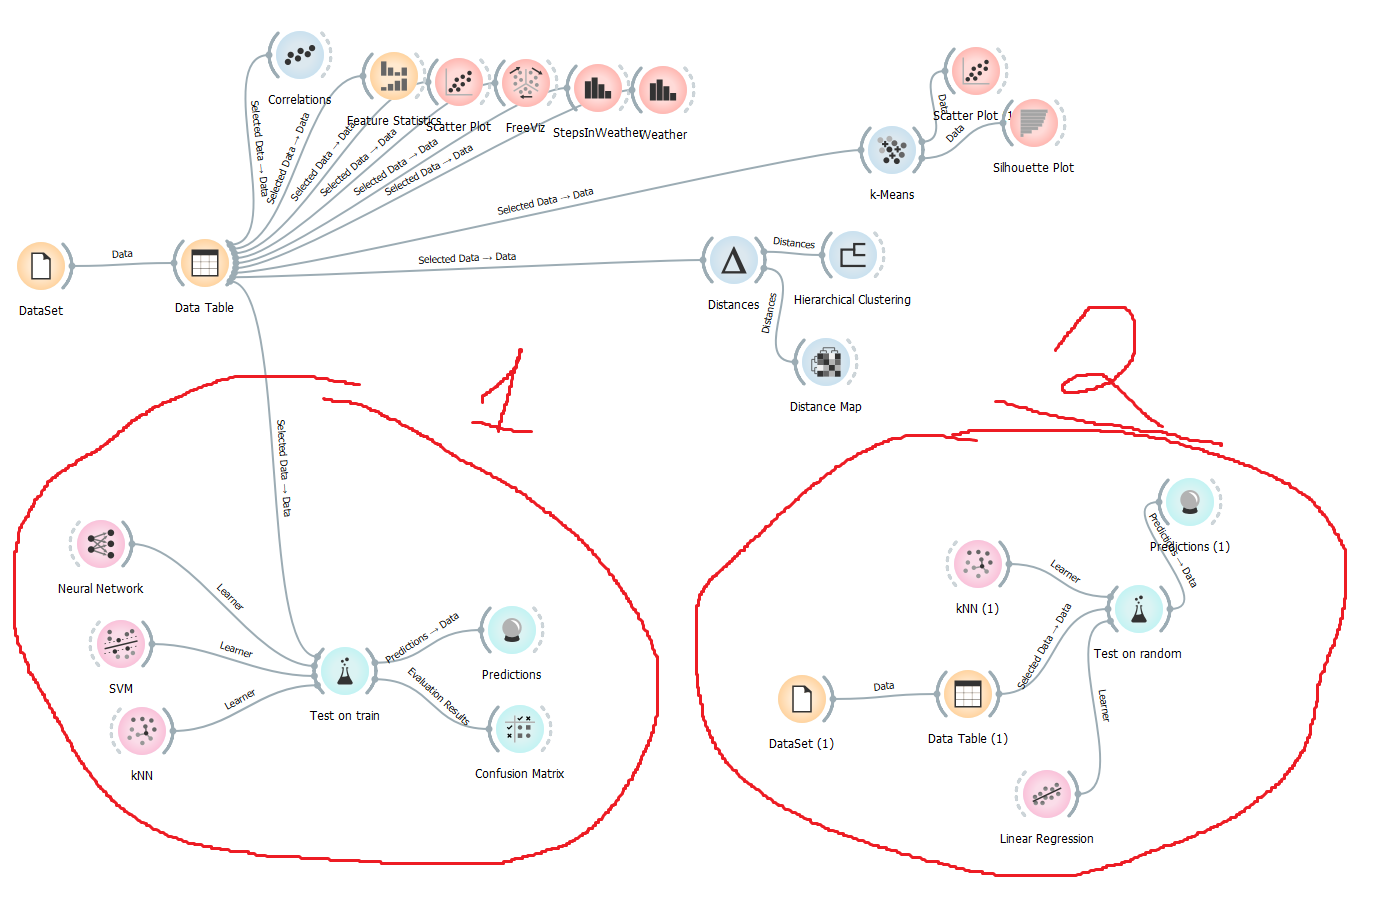 Correlations
Feature Statistics
Scatter Plot
FreeViz
StepsInWeather
Weather
Selected Data → Data
Selected Data → Data
Selected Data → Data
Selected Data → Data
Selected Data → Data
Selected Data → Data
Data
Scatter Plot (1
Data
Silhouette Plot
k-Means
Selected Data → Data
Data
DataSet
Data Table
Selected Data → Data
Distances
Distances
Hierarchical Clustering
Distances
Distance Map
1
2
Selected Data → Data
Neural Network
Learner
SVM
Learner
kNN
Learner
Test on train
Predictions → Data
Predictions
Evaluation Results
Confusion Matrix
Predictions (1)
Predictions → Data
kNN (1)
Learner
Test on random
Selected Data → Data
DataSet (1)
Data
Data Table (1)
Learner
Linear Regression